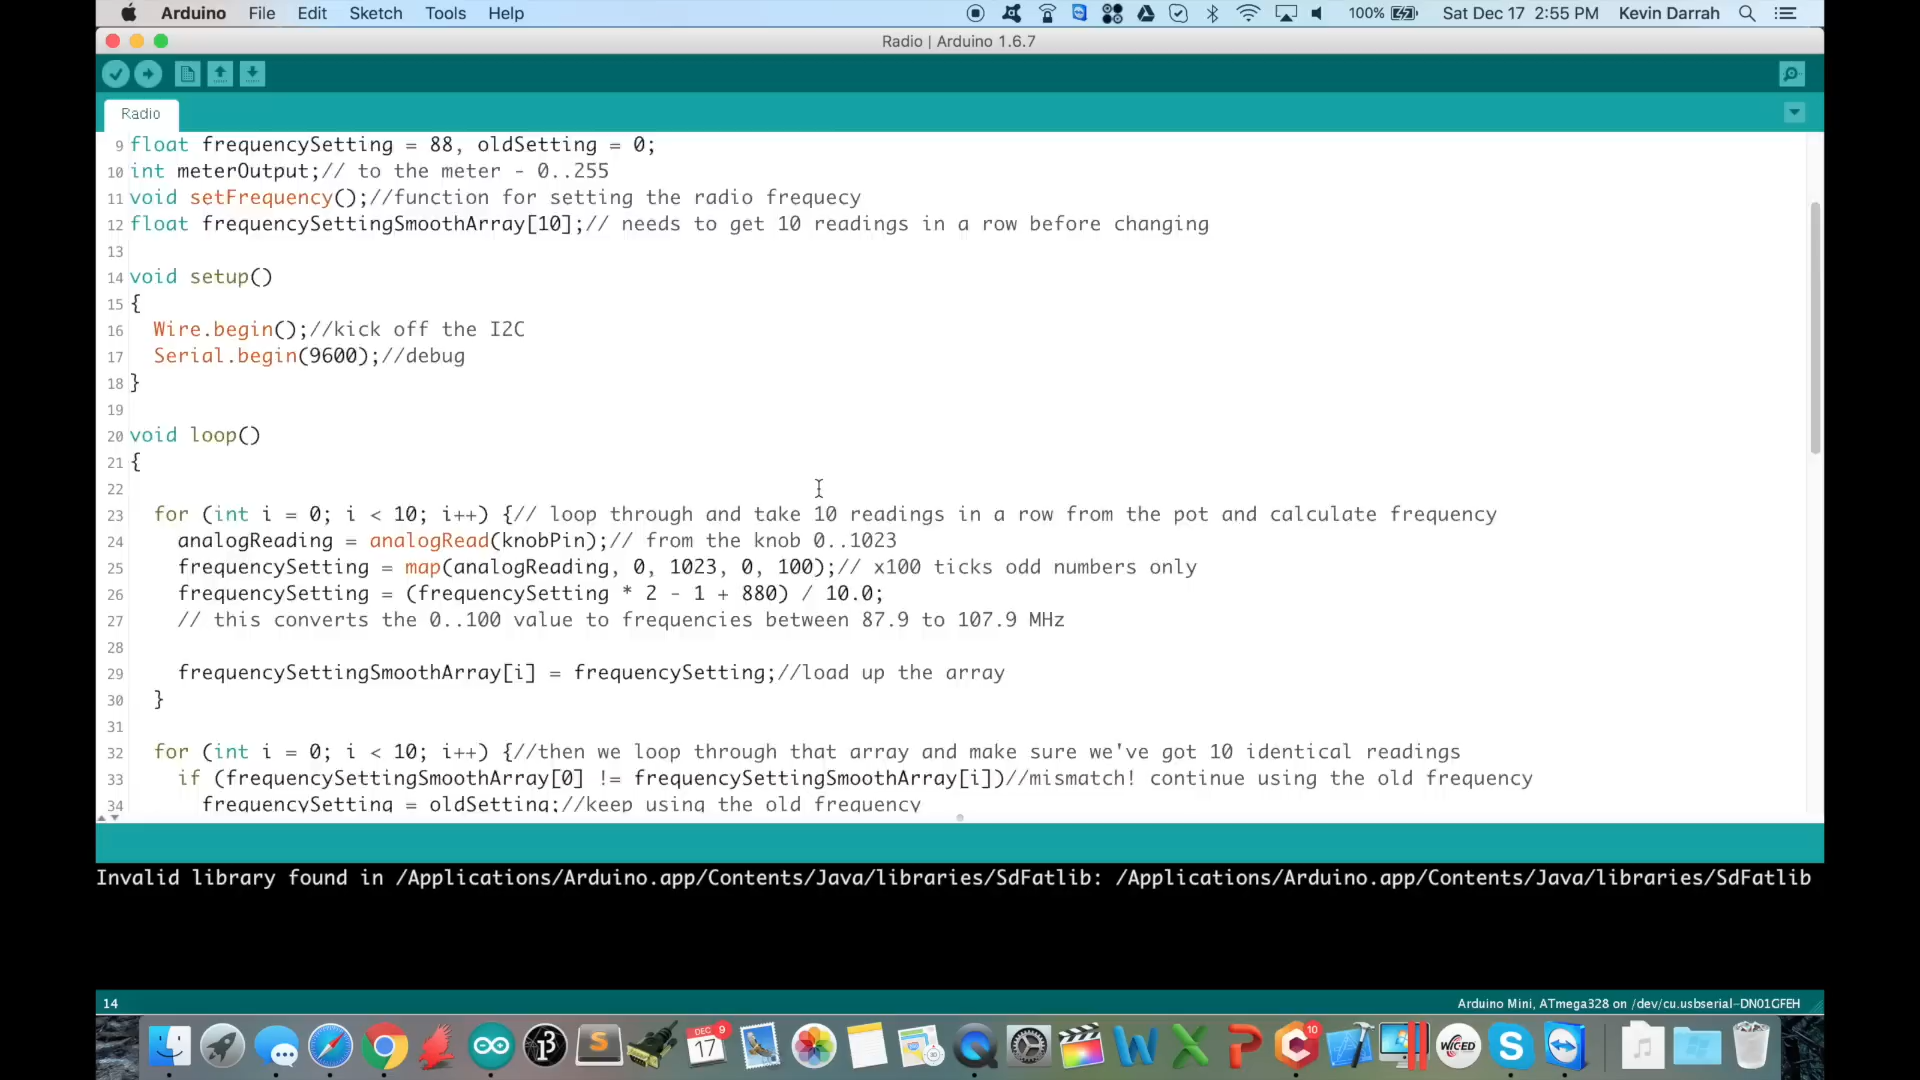 Arduino File Edit Sketch Tools Help 100% Sat Dec 17 2:55 PM Kevin Darrah
Radio | Arduino 1.6.7
Radio
9 float frequencySetting = 88, oldSetting = 0;
10 int meterOutput;// to the meter - 0..255
11 void setFrequency();//function for setting the radio frequecy
12 float frequencySettingSmoothArray[10];// needs to get 10 readings in a row before changing
13
14 void setup()
15 {
16 Wire.begin();//kick off the I2C
17 Serial.begin(9600);//debug
18 }
19
20 void loop()
21 {
22
23 for (int i = 0; i < 10; i++) {// loop through and take 10 readings in a row from the pot and calculate frequency
24 analogReading = analogRead(knobPin);// from the knob 0..1023
25 frequencySetting = map(analogReading, 0, 1023, 0, 100);// x100 ticks odd numbers only
26 frequencySetting = (frequencySetting * 2 - 1 + 880) / 10.0;
27 // this converts the 0..100 value to frequencies between 87.9 to 107.9 MHz
28
29 frequencySettingSmoothArray[i] = frequencySetting;//load up the array
30 }
31
32 for (int i = 0; i < 10; i++) {//then we loop through that array and make sure we've got 10 identical readings
33 if (frequencySettingSmoothArray[0] != frequencySettingSmoothArray[i])//mismatch! continue using the old frequency
34 frequencySetting = oldSetting;//keep using the old frequency
Invalid library found in /Applications/Arduino.app/Contents/Java/libraries/SdFatlib: /Applications/Arduino.app/Contents/Java/libraries/SdFatlib
14 Arduino Mini, ATmega328 on /dev/cu.usbserial-DN01GFEH
DEC 9
17
10
WICED